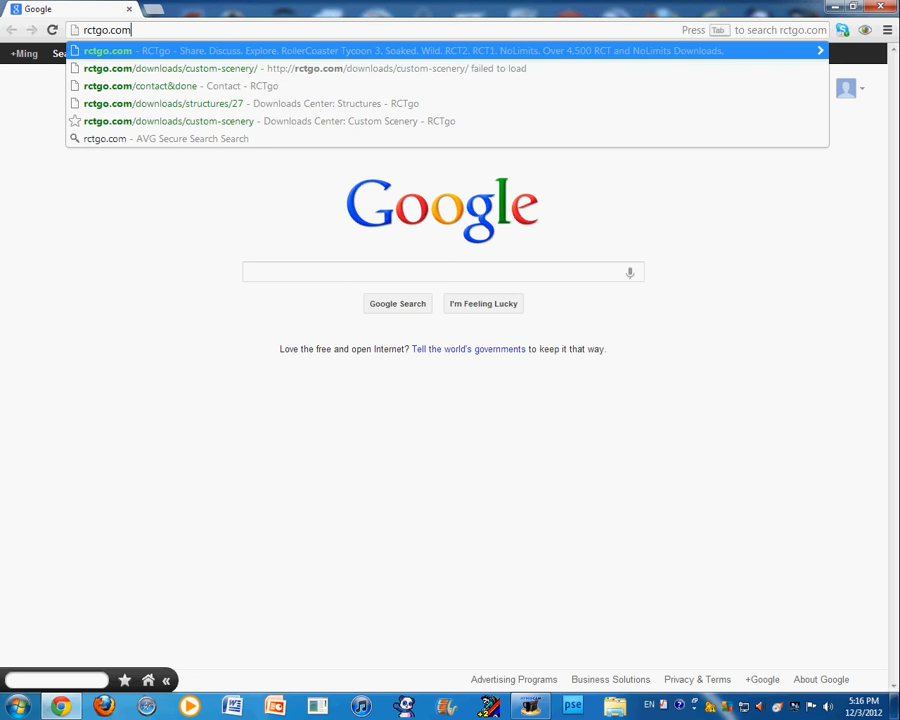 Google
rctgo.com
Press Tab to search rctgo.com
+Ming Sea
rctgo.com - RCTgo - Share, Discuss. Explore. RollerCoaster Tycoon 3. Soaked. Wild. RCT2. RCT1. NoLimits. Over 4,500 RCT and NoLimits Downloads.
rctgo.com/downloads/custom-scenery/ - http://rctgo.com/downloads/custom-scenery/ failed to load
rctgo.com/contact&done - Contact - RCTgo
rctgo.com/downloads/structures/27 - Downloads Center: Structures - RCTgo
rctgo.com/downloads/custom-scenery - Downloads Center: Custom Scenery - RCTgo
rctgo.com - AVG Secure Search Search
Google
Google Search I'm Feeling Lucky
Love the free and open Internet? Tell the world's governments to keep it that way.
Advertising Programs Business Solutions Privacy & Terms +Google About Google
EN
5:16 PM
12/3/2012
pse